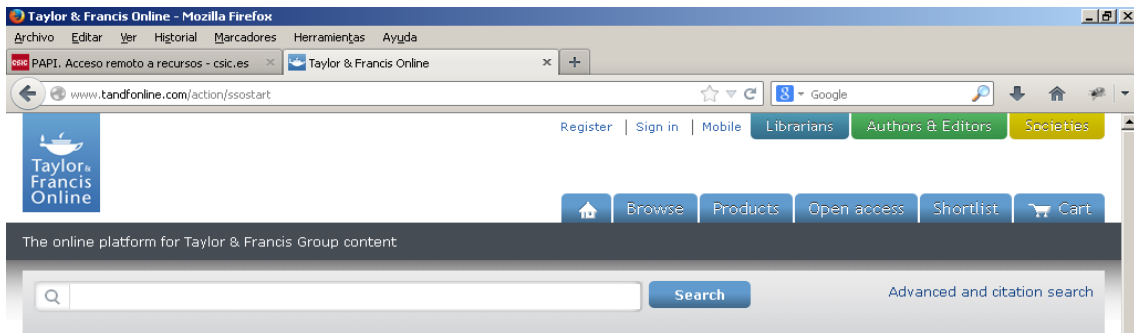 Taylor & Francis Online - Mozilla Firefox
Archivo Editar Ver Historial Marcadores Herramientas Ayuda
CSIC PAPI. Acceso remoto a recursos - csic.es × Taylor & Francis Online × +
www.tandfonline.com/action/ssostart 8 Google
Register | Sign in | Mobile Librarians Authors & Editors Societies
Taylor &
Francis
Online
Browse Products Open access Shortlist Cart
The online platform for Taylor & Francis Group content
Search Advanced and citation search